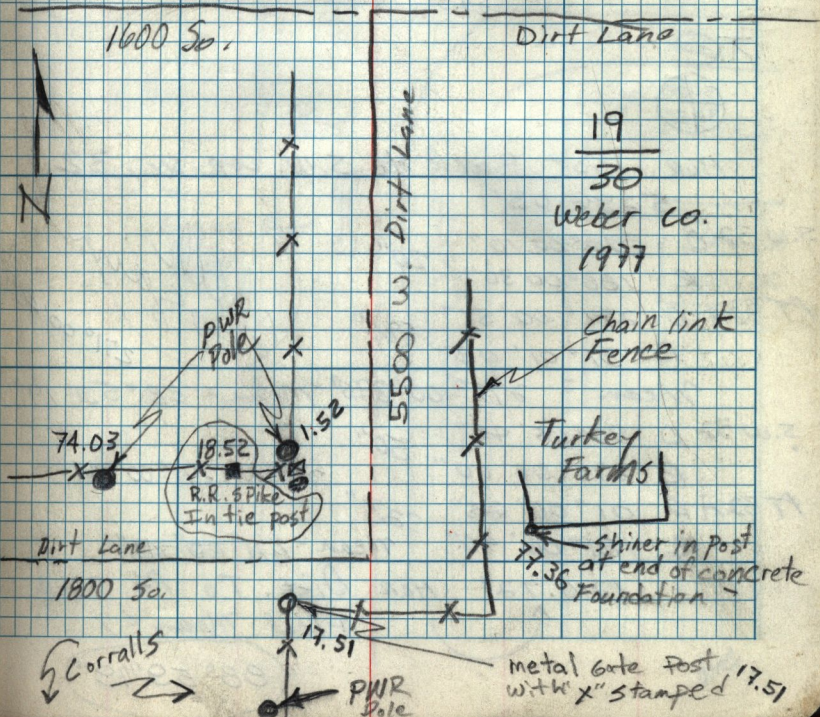 1600 So.
Dirt Lane
N
5500 W. Dirt Lane
19
30
Weber Co.
1977
PWR
Pole
Chain link
Fence
1.52
74.03
18.52
R.R. Spike
In tie post
Turkey
Farms
Dirt Lane
77.36
shiner in Post
at end of concrete
Foundation
1800 So.
17.51
Corralls
metal Gate Post 17.51
with "x" stamped
PWR
Pole